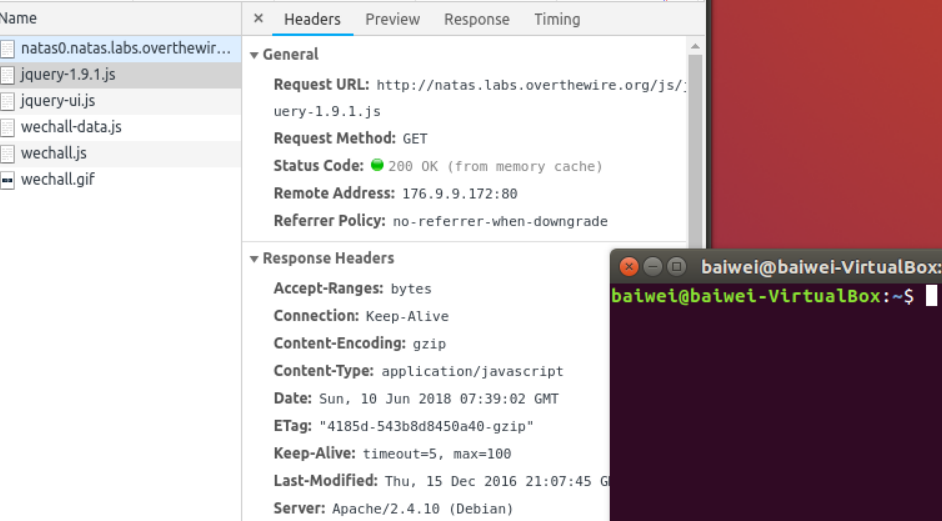 Name
natas0.natas.labs.overthewir...
jquery-1.9.1.js
jquery-ui.js
wechall-data.js
wechall.js
wechall.gif
× Headers Preview Response Timing
General
Request URL: http://natas.labs.overthewire.org/js/j
uery-1.9.1.js
Request Method: GET
Status Code: 200 OK (from memory cache)
Remote Address: 176.9.9.172:80
Referrer Policy: no-referrer-when-downgrade
Response Headers
Accept-Ranges: bytes
Connection: Keep-Alive
Content-Encoding: gzip
Content-Type: application/javascript
Date: Sun, 10 Jun 2018 07:39:02 GMT
ETag: "4185d-543b8d8450a40-gzip"
Keep-Alive: timeout=5, max=100
Last-Modified: Thu, 15 Dec 2016 21:07:45 G
Server: Apache/2.4.10 (Debian)
baiwei@baiwei-VirtualBox:
baiwei@baiwei-VirtualBox:~$